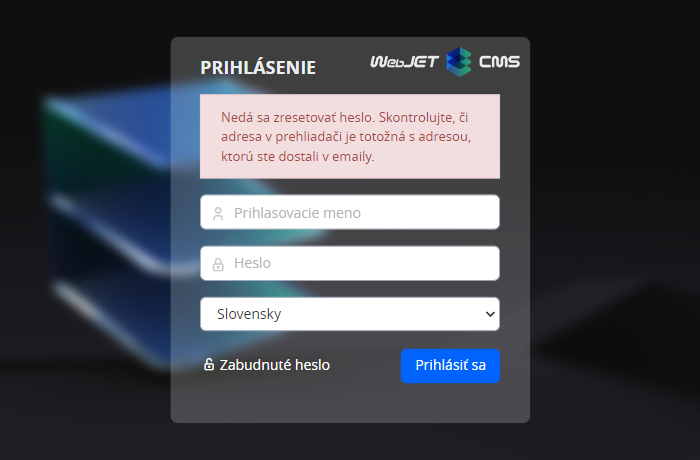 PRIHLÁSENIE
WebJET CMS
Nedá sa zresetovať heslo. Skontrolujte, či
adresa v prehliadači je totožná s adresou,
ktorú ste dostali v emaily.
Prihlasovacie meno
Heslo
Slovensky
Zabudnuté heslo
Prihlásiť sa